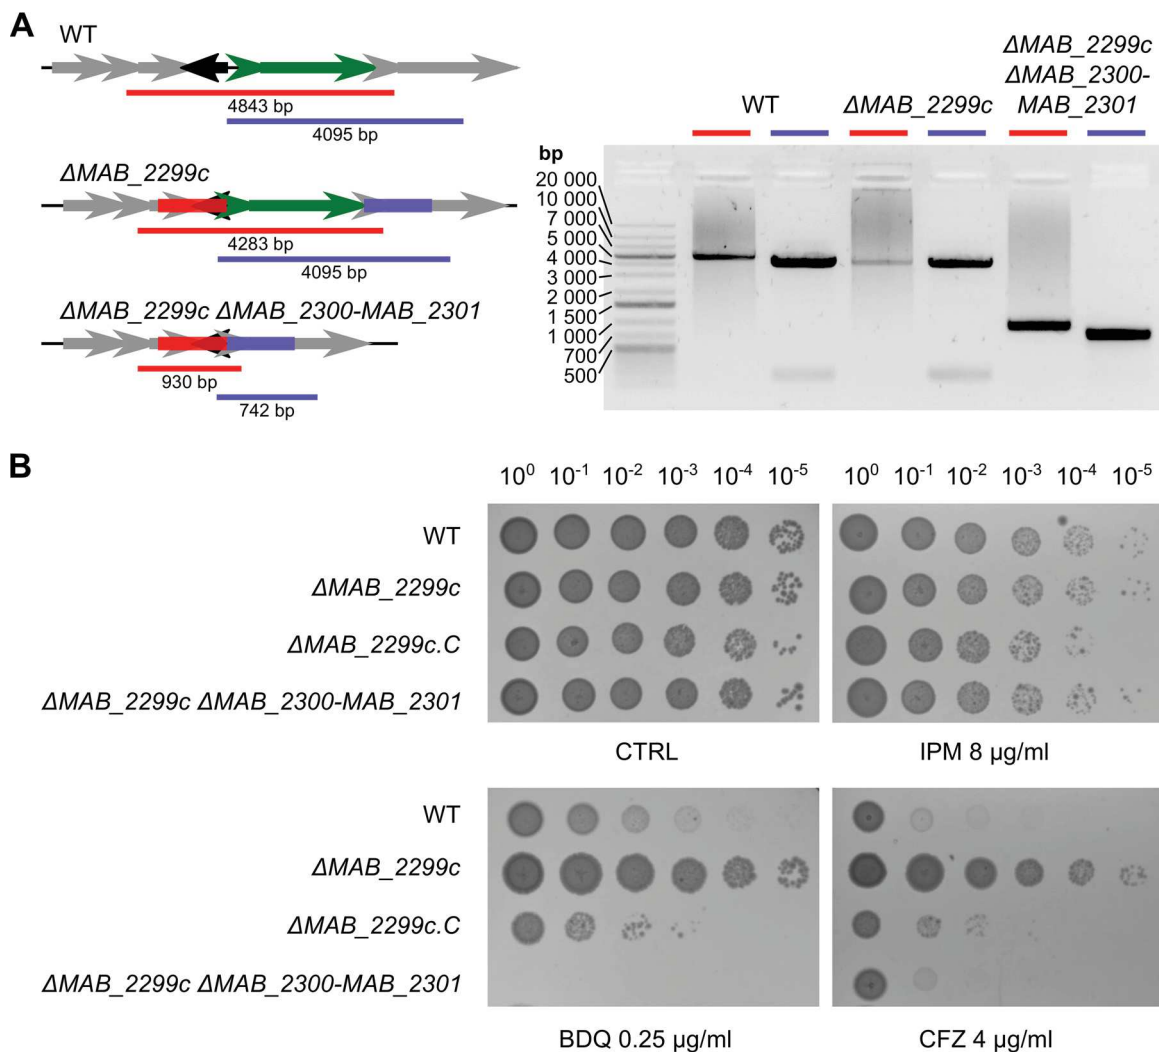 A
WT
4843 bp
4095 bp
ΔMAB_2299c
4283 bp
4095 bp
ΔMAB_2299c ΔMAB_2300-MAB_2301
930 bp
742 bp
ΔMAB_2299c
ΔMAB_2300-
WT ΔMAB_2299c MAB_2301
bp
20 000
10 000
7 000
5 000
4 000
3 000
2 000
1 500
1 000
700
500
B
10⁰ 10⁻¹ 10⁻² 10⁻³ 10⁻⁴ 10⁻⁵ 10⁰ 10⁻¹ 10⁻² 10⁻³ 10⁻⁴ 10⁻⁵
WT
ΔMAB_2299c
ΔMAB_2299c.C
ΔMAB_2299c ΔMAB_2300-MAB_2301
CTRL IPM 8 µg/ml
WT
ΔMAB_2299c
ΔMAB_2299c.C
ΔMAB_2299c ΔMAB_2300-MAB_2301
BDQ 0.25 µg/ml CFZ 4 µg/ml